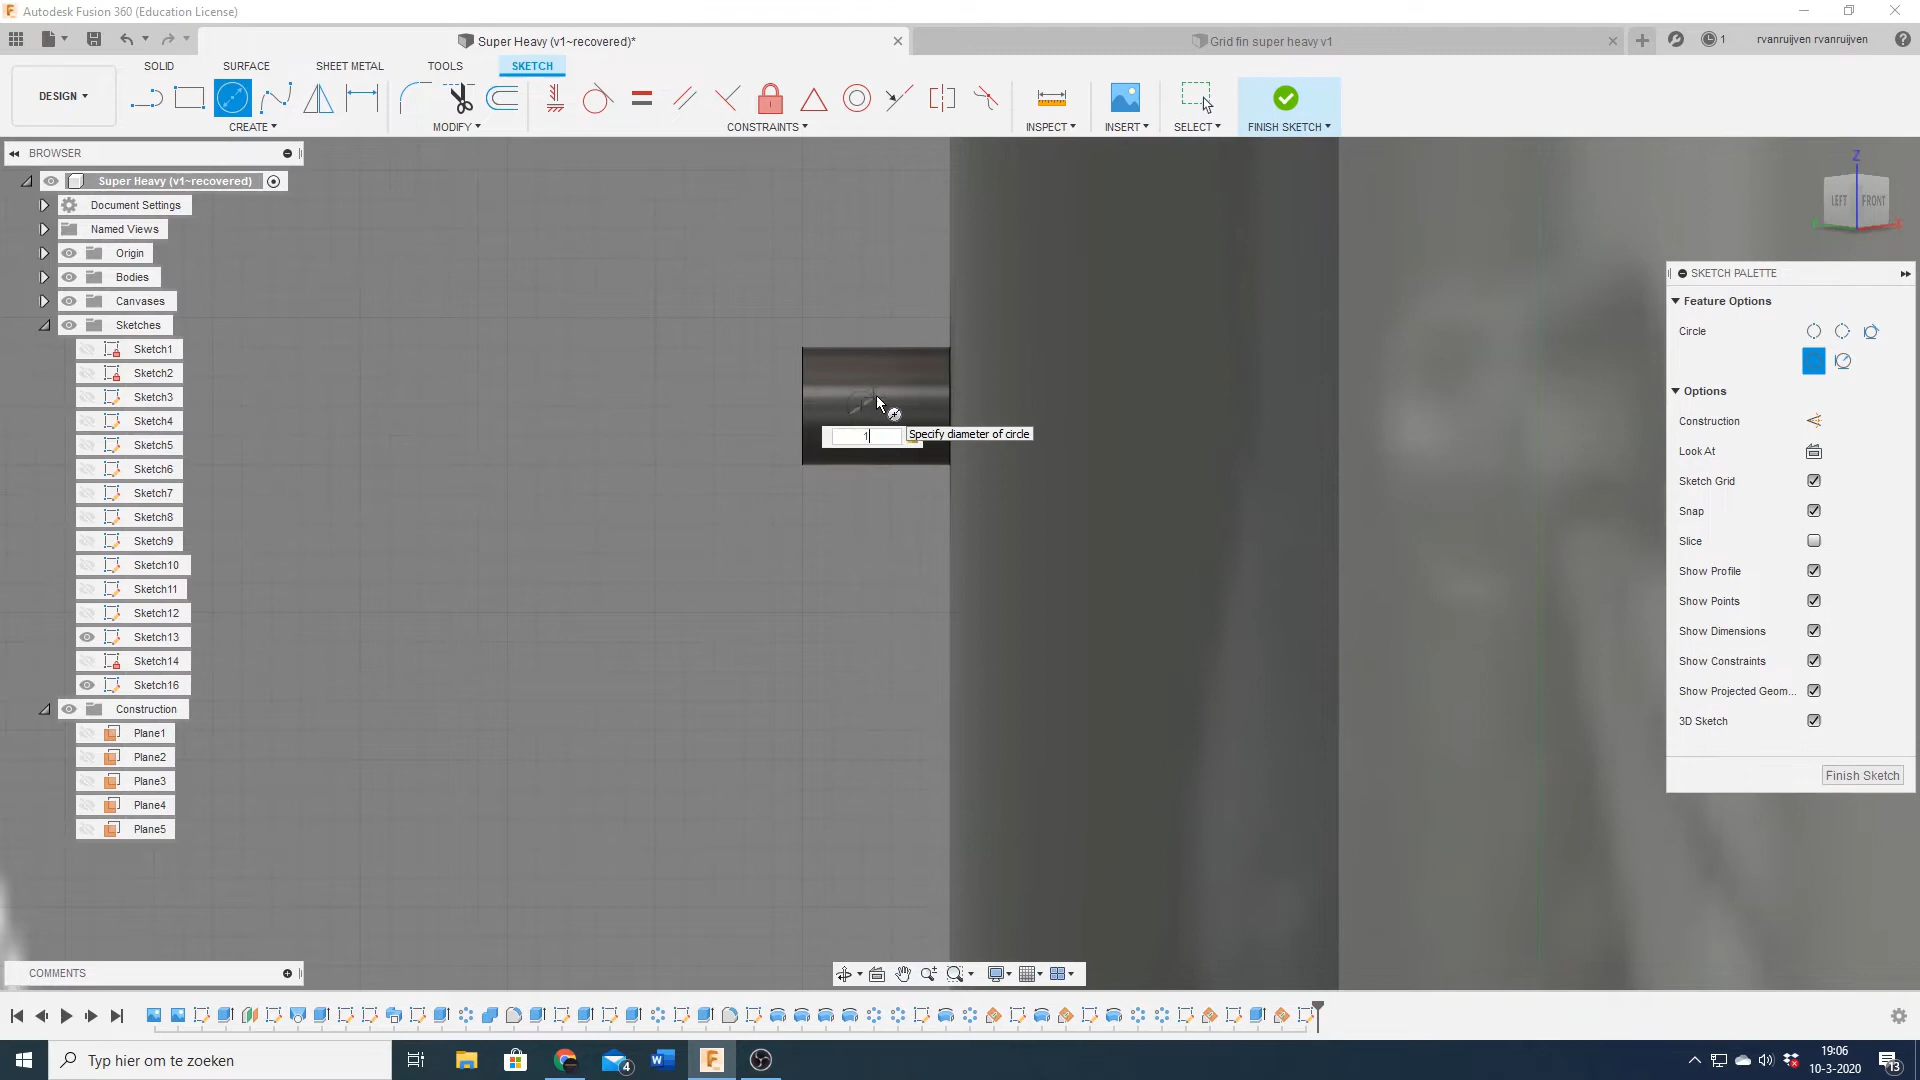 Autodesk Fusion 360 (Education License)
Super Heavy (v1~recovered)*
Grid fin super heavy v1
1
rvanruijven rvanruijven
DESIGN
SOLID
SURFACE
SHEET METAL
TOOLS
SKETCH
CREATE
MODIFY
CONSTRAINTS
INSPECT
INSERT
SELECT
FINISH SKETCH
BROWSER
Super Heavy (v1~recovered)
Document Settings
Named Views
Origin
Bodies
Canvases
Sketches
Sketch1
Sketch2
Sketch3
Sketch4
Sketch5
Sketch6
Sketch7
Sketch8
Sketch9
Sketch10
Sketch11
Sketch12
Sketch13
Sketch14
Sketch16
Construction
Plane1
Plane2
Plane3
Plane4
Plane5
1
Specify diameter of circle
Z
LEFT
FRONT
SKETCH PALETTE
Feature Options
Circle
Options
Construction
Look At
Sketch Grid
Snap
Slice
Show Profile
Show Points
Show Dimensions
Show Constraints
Show Projected Geom...
3D Sketch
Finish Sketch
COMMENTS
Typ hier om te zoeken
4
19:06
10-3-2020
13